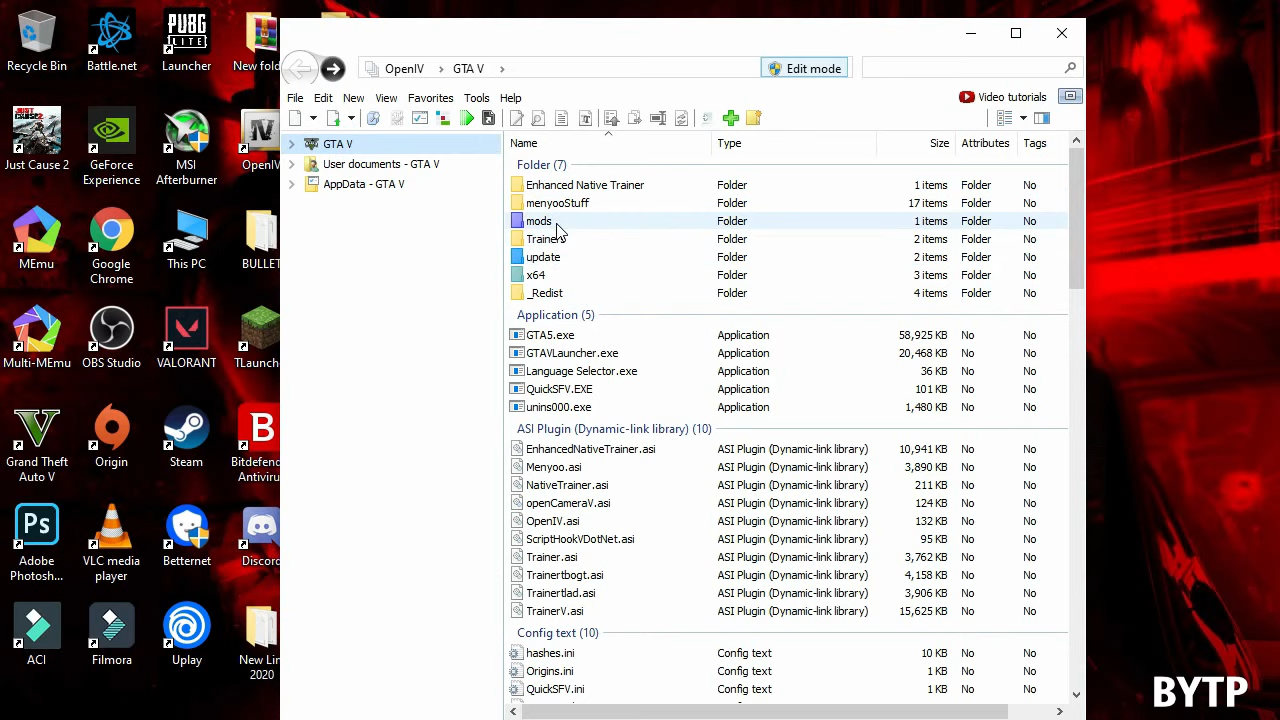 Recycle Bin
Battle.net
Launcher
New fold
PUBG
LITE
OpenIV
GTA V
Edit mode
File
Edit
New
View
Favorites
Tools
Help
Video tutorials
Just Cause 2
GeForce
Experience
MSI
Afterburner
OpenIV
GTA V
User documents - GTA V
AppData - GTA V
Name
Type
Size
Attributes
Tags
Folder (7)
Enhanced Native Trainer Folder 1 items Folder No
menyooStuff Folder 17 items Folder No
mods Folder 1 items Folder No
Trainer Folder 2 items Folder No
update Folder 2 items Folder No
x64 Folder 3 items Folder No
_Redist Folder 4 items Folder No
Application (5)
GTA5.exe Application 58,925 KB No No
GTAVLauncher.exe Application 20,468 KB No No
Language Selector.exe Application 36 KB No No
QuickSFV.EXE Application 101 KB No No
unins000.exe Application 1,480 KB No No
ASI Plugin (Dynamic-link library) (10)
EnhancedNativeTrainer.asi ASI Plugin (Dynamic-link library) 10,941 KB No No
Menyoo.asi ASI Plugin (Dynamic-link library) 3,890 KB No No
NativeTrainer.asi ASI Plugin (Dynamic-link library) 211 KB No No
openCameraV.asi ASI Plugin (Dynamic-link library) 124 KB No No
OpenIV.asi ASI Plugin (Dynamic-link library) 132 KB No No
ScriptHookVDotNet.asi ASI Plugin (Dynamic-link library) 95 KB No No
Trainer.asi ASI Plugin (Dynamic-link library) 3,762 KB No No
Trainertbogt.asi ASI Plugin (Dynamic-link library) 4,158 KB No No
Trainertlad.asi ASI Plugin (Dynamic-link library) 3,906 KB No No
TrainerV.asi ASI Plugin (Dynamic-link library) 15,625 KB No No
Config text (10)
hashes.ini Config text 10 KB No No
Origins.ini Config text 1 KB No No
QuickSFV.ini Config text 1 KB No No
MEmu
Google
Chrome
This PC
BULLE
Multi-MEmu
OBS Studio
VALORANT
TLaunch
Grand Theft
Auto V
Origin
Steam
B
Bitdefend
Antiviru
Ps
Adobe
Photosh...
VLC media
player
Betternet
Discord
ACI
Filmora
Uplay
New Lin
2020
BYTP